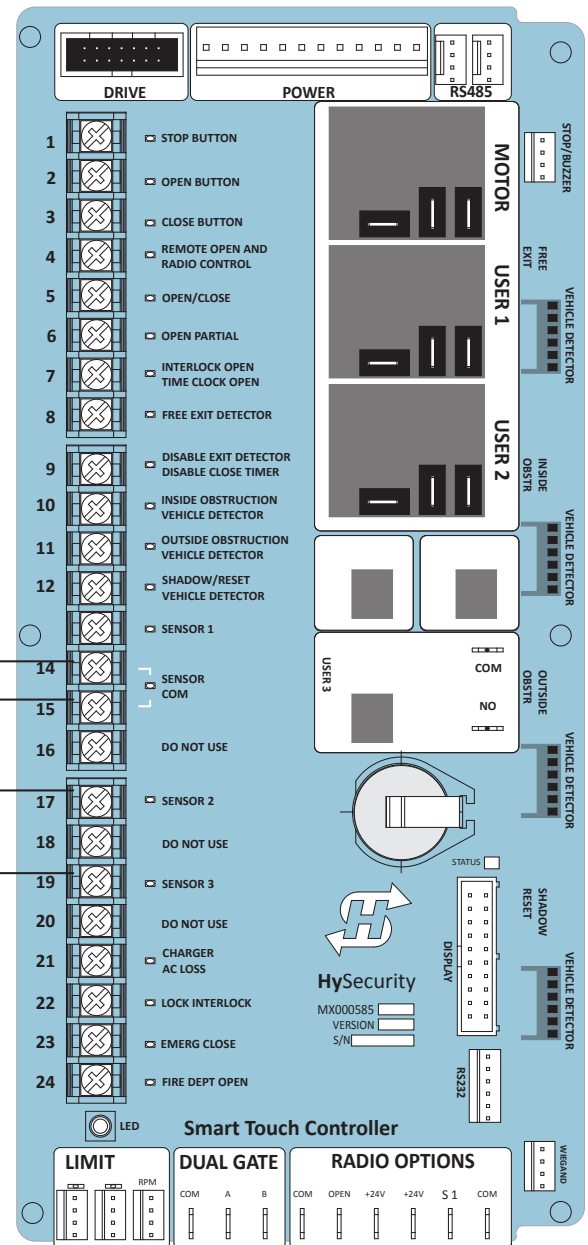 DRIVE
POWER
RS485
1 STOP BUTTON
2 OPEN BUTTON
3 CLOSE BUTTON
4 REMOTE OPEN AND
RADIO CONTROL
5 OPEN/CLOSE
6 OPEN PARTIAL
7 INTERLOCK OPEN
TIME CLOCK OPEN
8 FREE EXIT DETECTOR
9 DISABLE EXIT DETECTOR
DISABLE CLOSE TIMER
10 INSIDE OBSTRUCTION
VEHICLE DETECTOR
11 OUTSIDE OBSTRUCTION
VEHICLE DETECTOR
12 SHADOW/RESET
VEHICLE DETECTOR
SENSOR 1
14
15
SENSOR
COM
16 DO NOT USE
17 SENSOR 2
18 DO NOT USE
19 SENSOR 3
20 DO NOT USE
21 CHARGER
AC LOSS
22 LOCK INTERLOCK
23 EMERG CLOSE
24 FIRE DEPT OPEN
LED
MOTOR
USER 1
USER 2
USER 3
COM
NO
STOP/BUZZER
FREE
EXIT
VEHICLE DETECTOR
INSIDE
OBSTR
VEHICLE DETECTOR
OUTSIDE
OBSTR
VEHICLE DETECTOR
STATUS
SHADOW
RESET
VEHICLE DETECTOR
DISPLAY
HySecurity
MX000585
VERSION
S/N
RS232
WIEGAND
Smart Touch Controller
LIMIT
RPM
DUAL GATE
COM A B
RADIO OPTIONS
COM OPEN +24V +24V S 1 COM